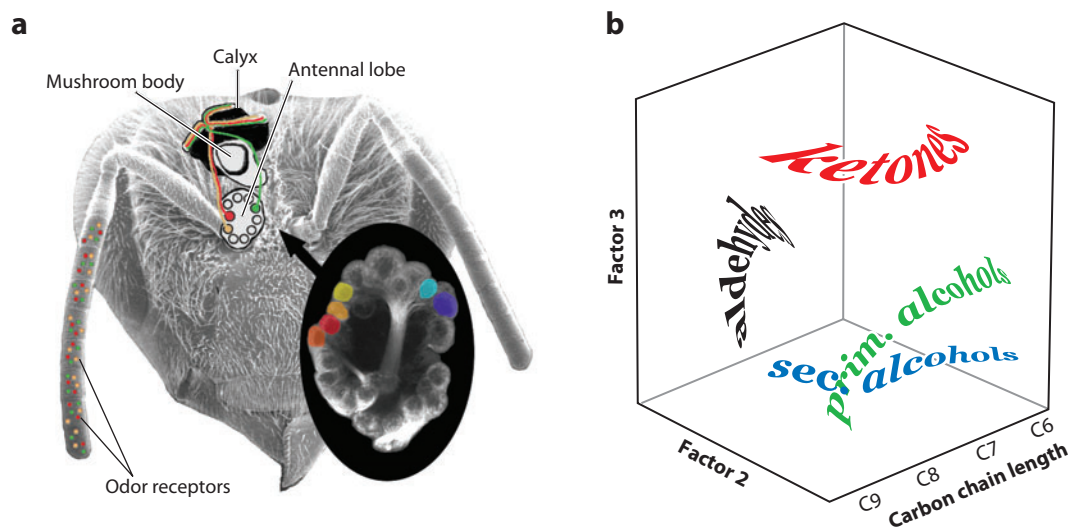 a
Calyx
Mushroom body
Antennal lobe
Odor receptors
b
Factor 3
ketones
aldehydes
prim. alcohols
sec. alcohols
Factor 2
C9
C8
C7
C6
Carbon chain length